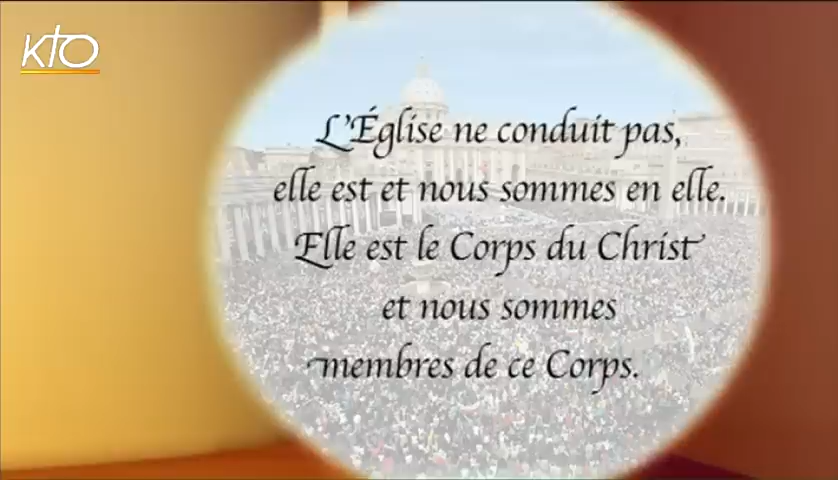 KTO
L'Église ne conduit pas,
elle est et nous sommes en elle.
Elle est le Corps du Christ
et nous sommes
membres de ce Corps.